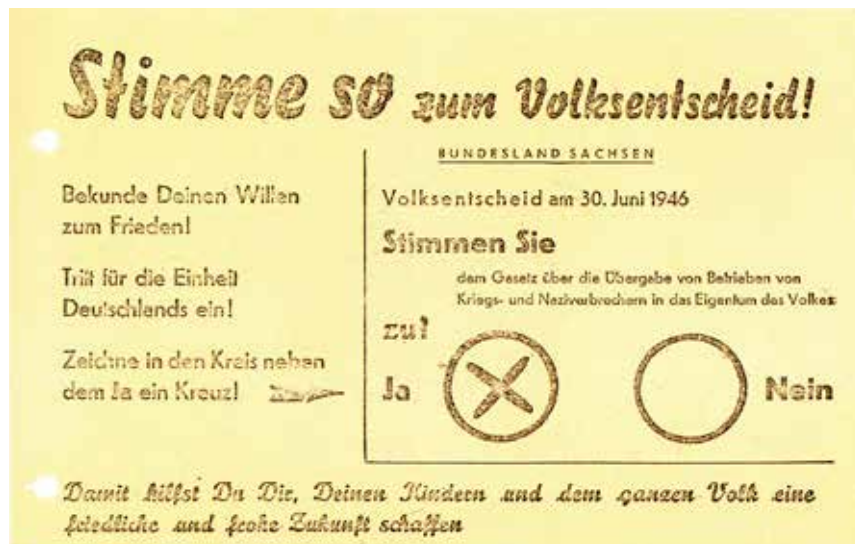 Stimme so zum Volksentscheid!
Bekunde Deinen Willen
zum Frieden!
Tritt für die Einheit
Deutschlands ein!
Zeichne in den Kreis neben
dem Ja ein Kreuz!
BUNDESLAND SACHSEN
Volksentscheid am 30. Juni 1946
Stimmen Sie
dem Gesetz über die Übergabe von Betrieben von
Kriegs- und Naziverbrechern in das Eigentum des Volkes
zu?
Ja Nein
Damit hilfst Du Dir, Deinen Kindern und dem ganzen Volk eine
friedliche und frohe Zukunft schaffen